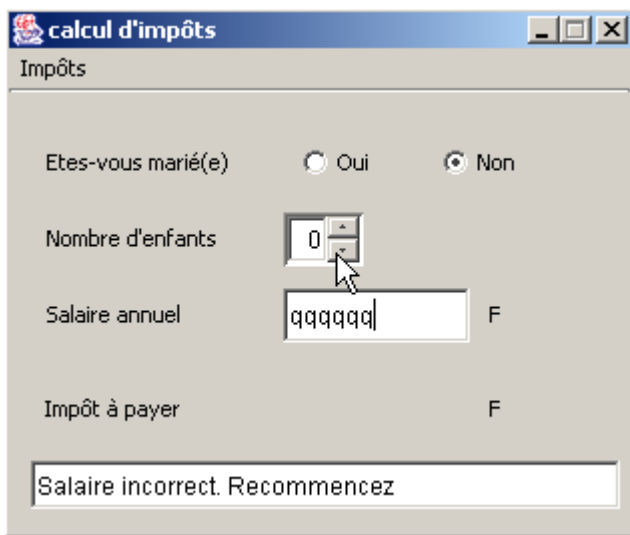 calcul d'impôts
Impôts
Etes-vous marié(e) Oui Non
Nombre d'enfants 0
Salaire annuel qqqqqq F
Impôt à payer F
Salaire incorrect. Recommencez